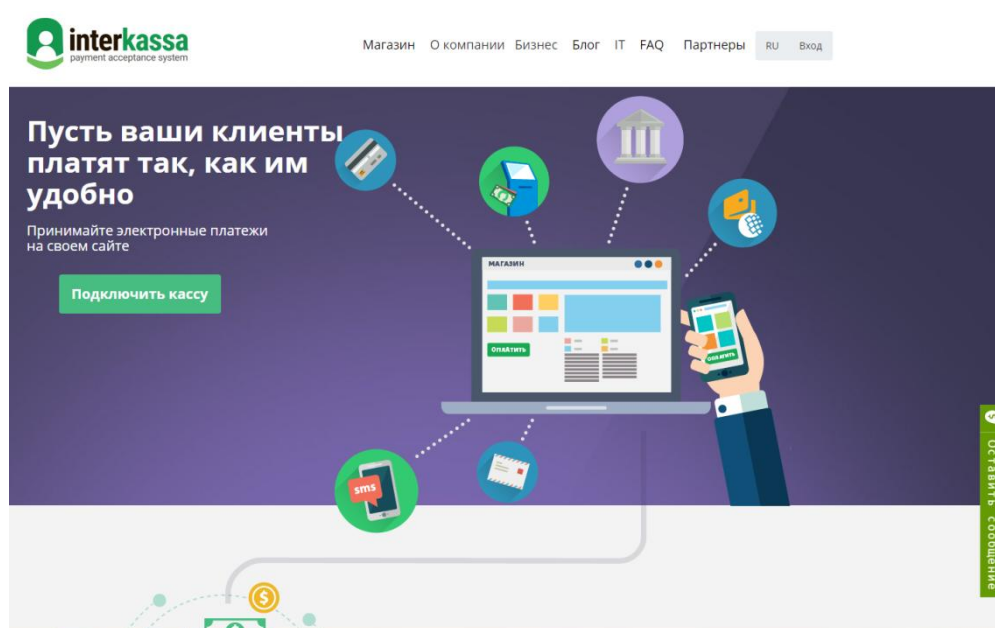 interkassa
payment acceptance system
Магазин О компании Бизнес Блог IT FAQ Партнеры RU Вход
Пусть ваши клиенты
платят так, как им
удобно
Принимайте электронные платежи
на своем сайте
Подключить кассу
МАГАЗИН
ОПЛАТИТЬ
ОПЛАТИТЬ
sms
Оставить сообщение